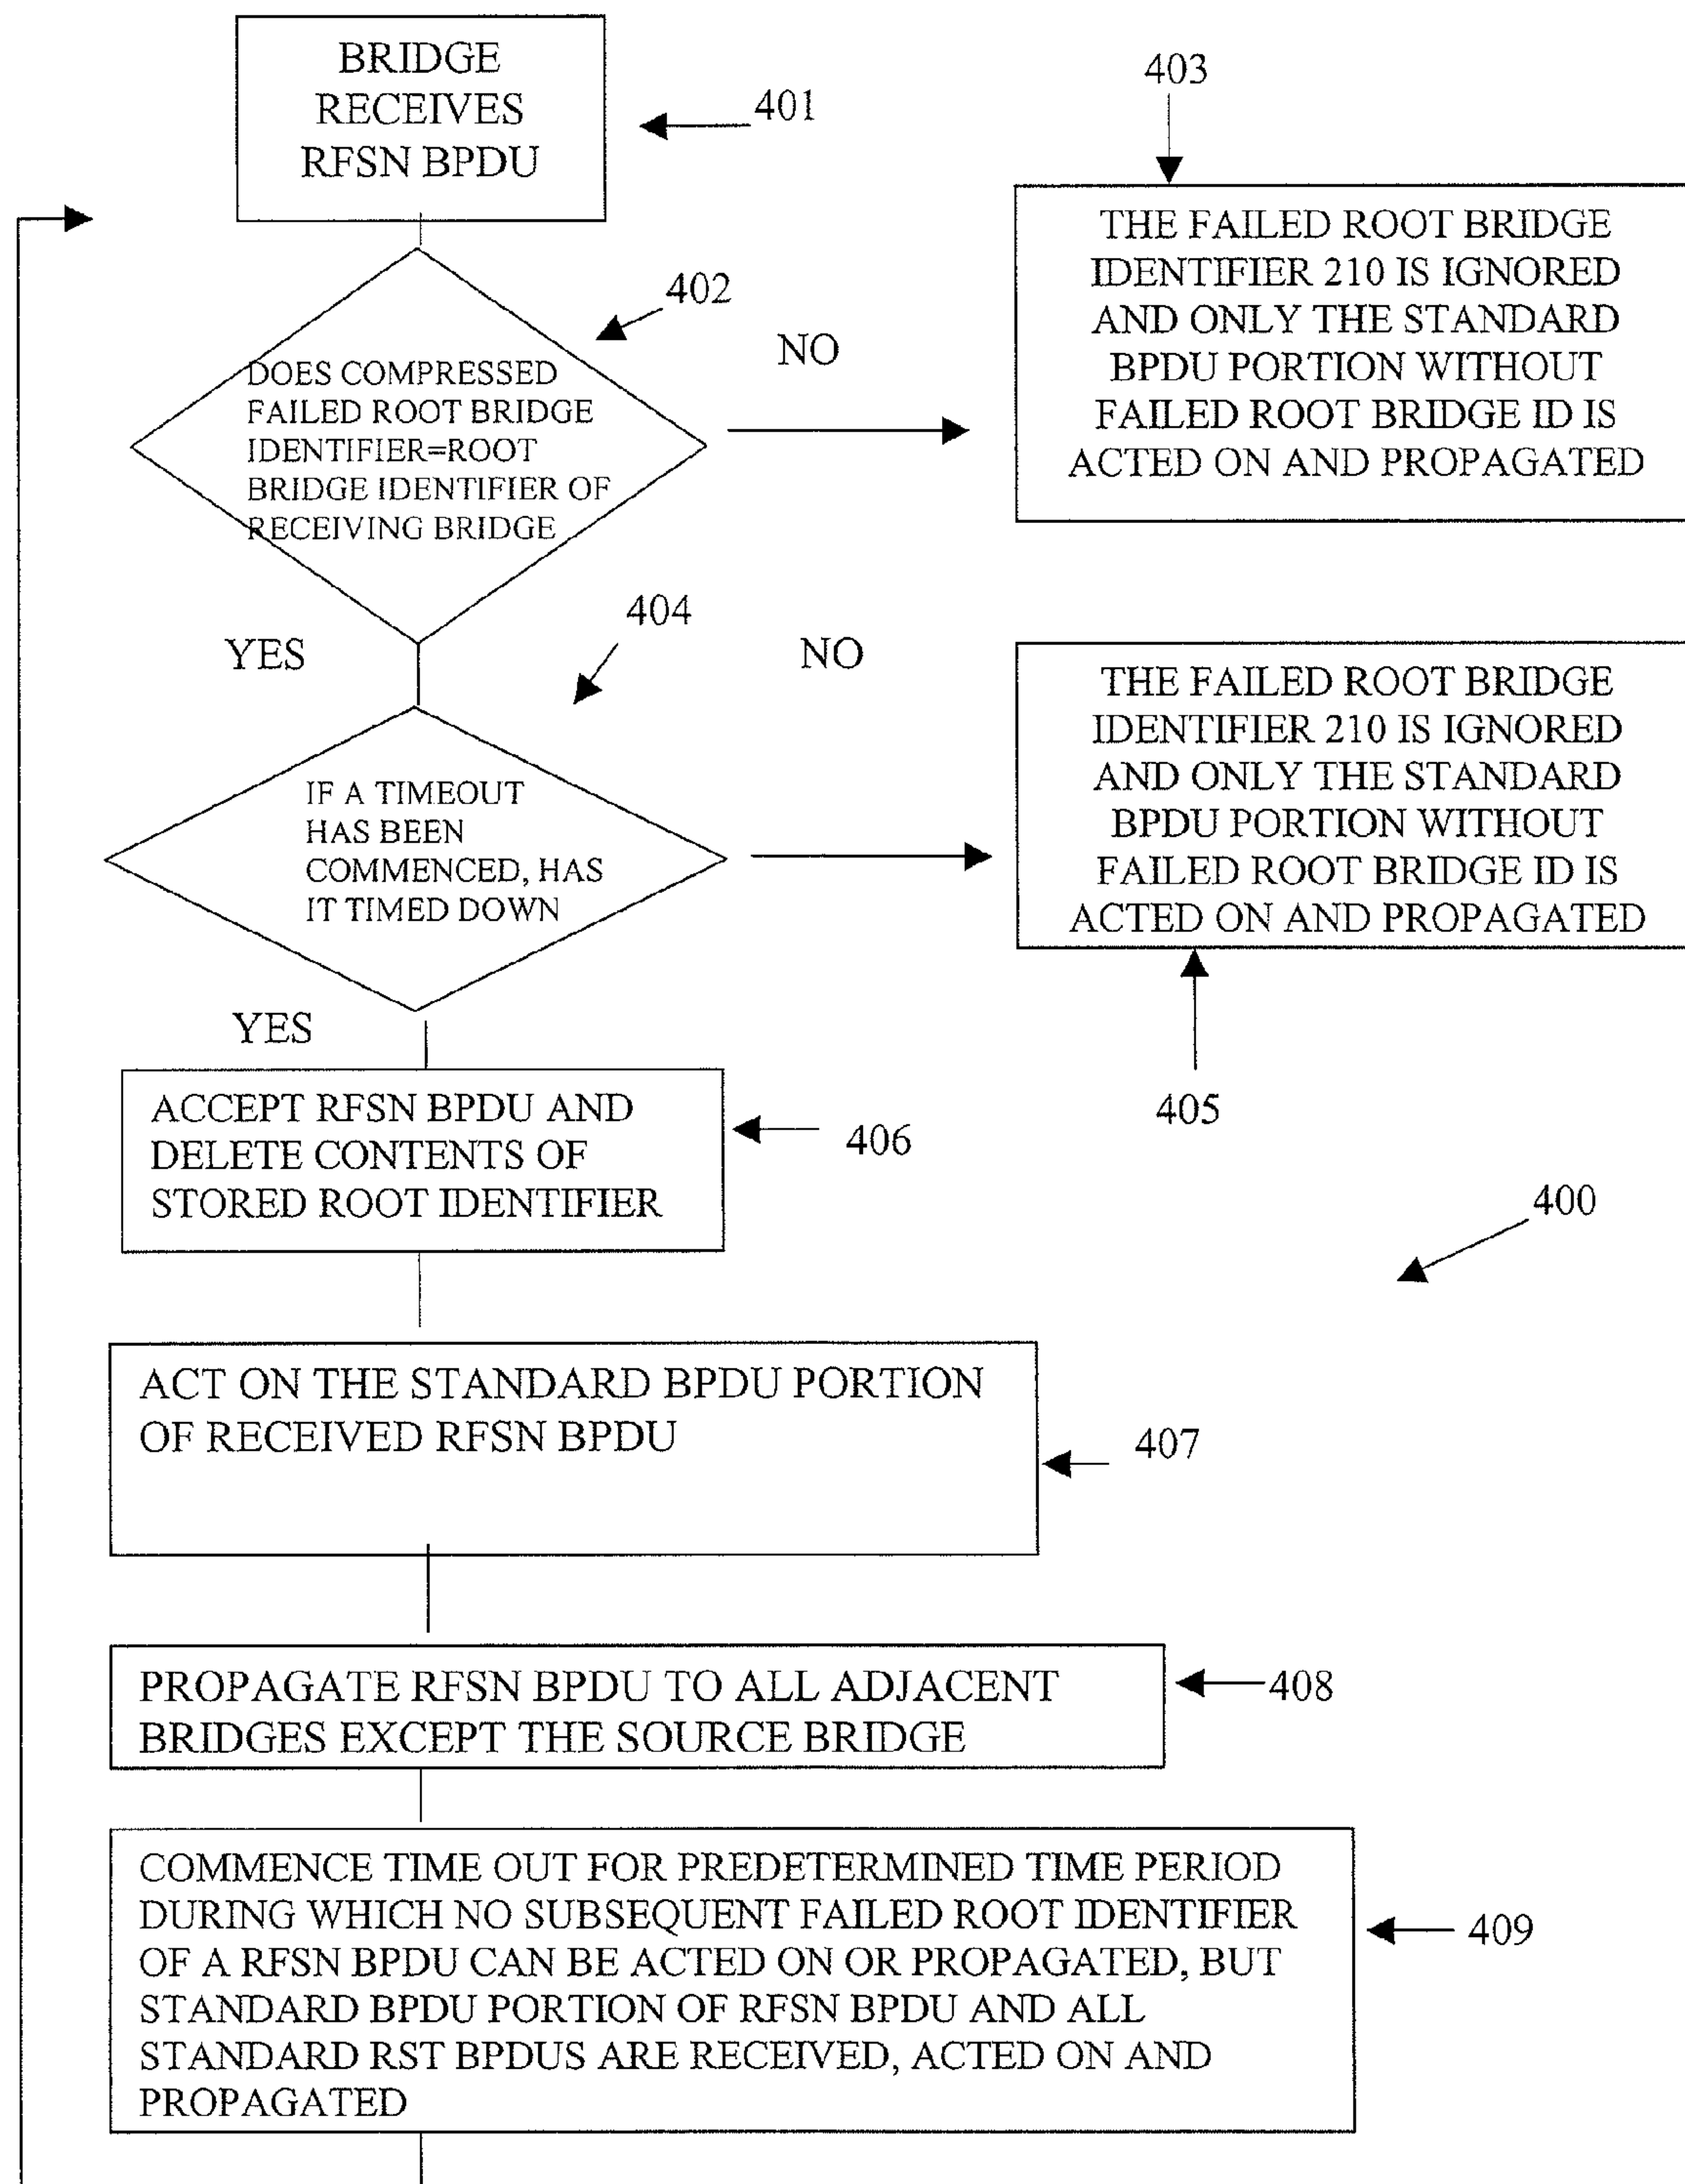 BRIDGE
RECEIVES
RFSN BPDU
401
403
THE FAILED ROOT BRIDGE
IDENTIFIER 210 IS IGNORED
AND ONLY THE STANDARD
BPDU PORTION WITHOUT
FAILED ROOT BRIDGE ID IS
ACTED ON AND PROPAGATED
402
NO
DOES COMPRESSED
FAILED ROOT BRIDGE
IDENTIFIER=ROOT
BRIDGE IDENTIFIER OF
RECEIVING BRIDGE
404
YES
NO
THE FAILED ROOT BRIDGE
IDENTIFIER 210 IS IGNORED
AND ONLY THE STANDARD
BPDU PORTION WITHOUT
FAILED ROOT BRIDGE ID IS
ACTED ON AND PROPAGATED
IF A TIMEOUT
HAS BEEN
COMMENCED, HAS
IT TIMED DOWN
YES
405
ACCEPT RFSN BPDU AND
DELETE CONTENTS OF
STORED ROOT IDENTIFIER
406
400
ACT ON THE STANDARD BPDU PORTION
OF RECEIVED RFSN BPDU
407
PROPAGATE RFSN BPDU TO ALL ADJACENT
BRIDGES EXCEPT THE SOURCE BRIDGE
408
COMMENCE TIME OUT FOR PREDETERMINED TIME PERIOD
DURING WHICH NO SUBSEQUENT FAILED ROOT IDENTIFIER
OF A RFSN BPDU CAN BE ACTED ON OR PROPAGATED, BUT
STANDARD BPDU PORTION OF RFSN BPDU AND ALL
STANDARD RST BPDUS ARE RECEIVED, ACTED ON AND
PROPAGATED
409